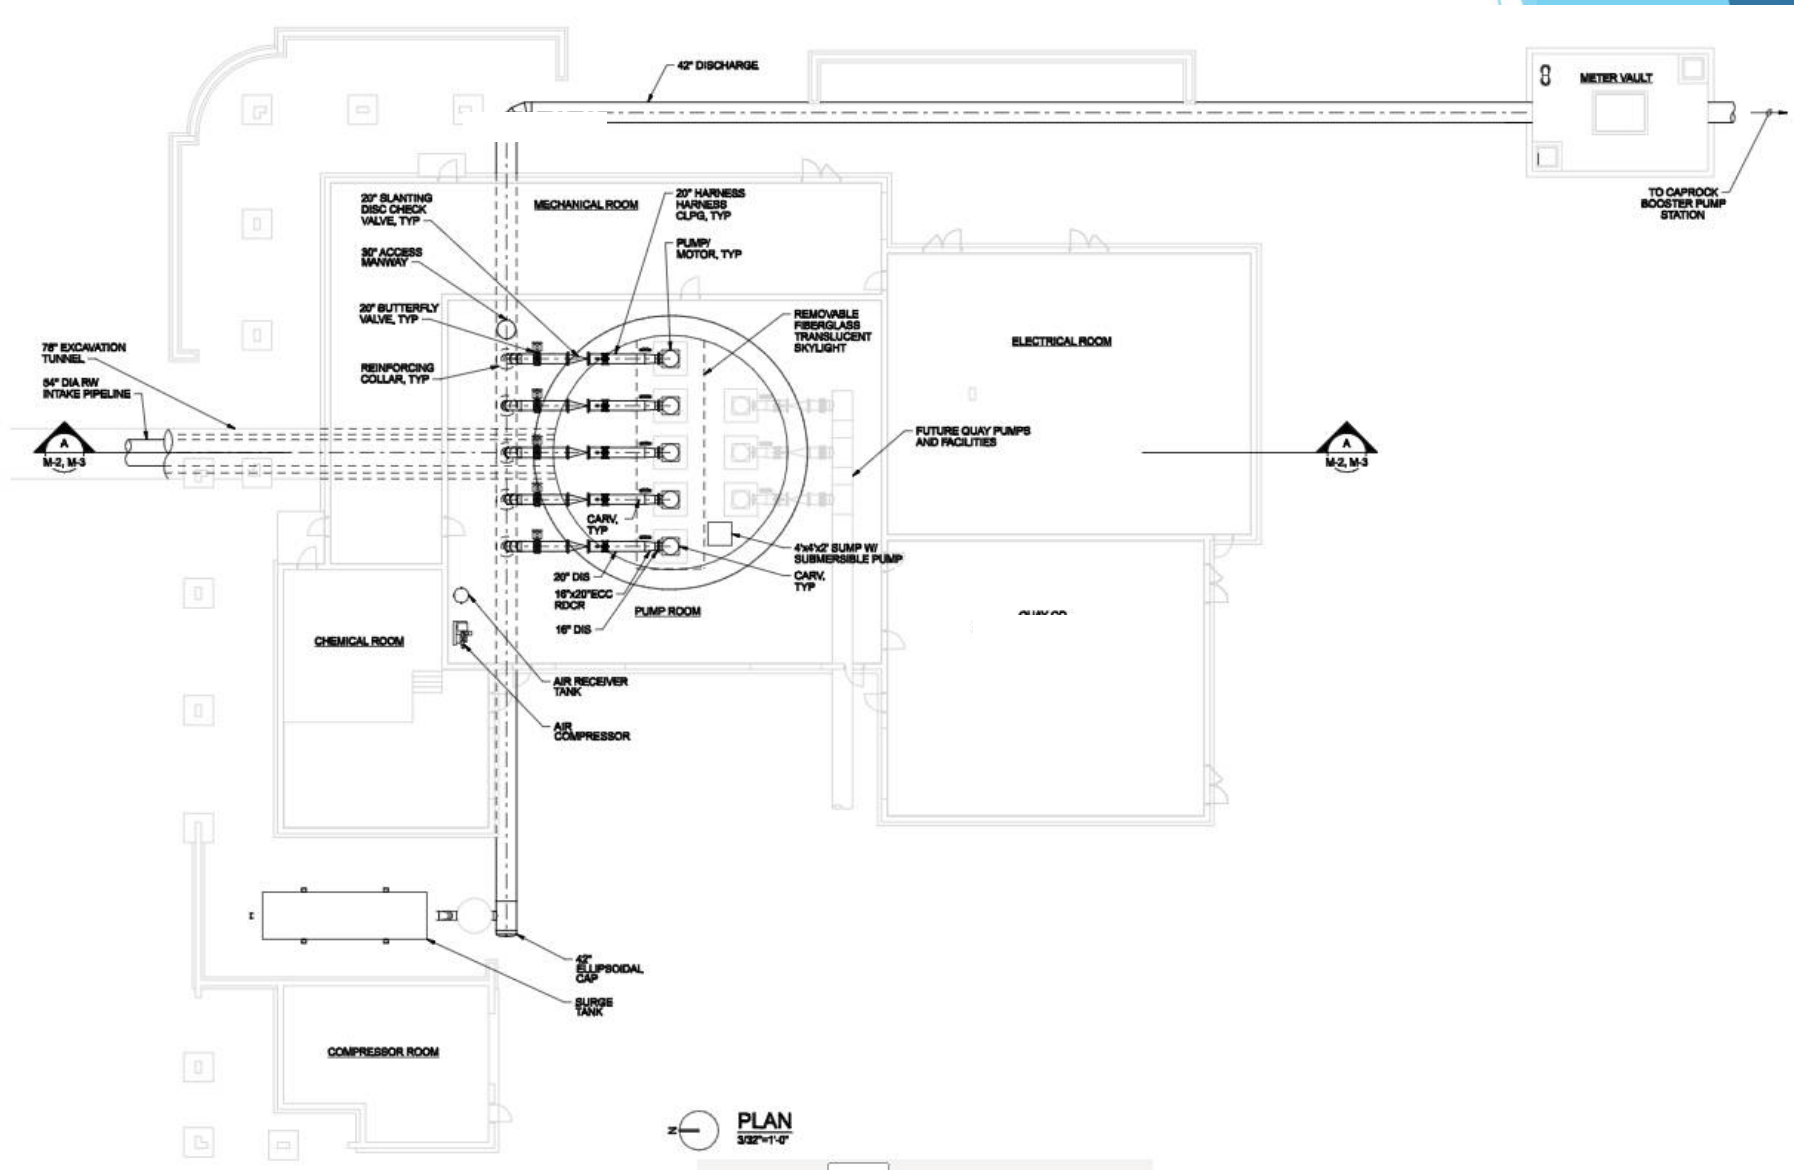 42" DISCHARGE
METER VAULT
TO CAPROCK
BOOSTER PUMP
STATION
20" SLANTING
DISC CHECK
VALVE, TYP
MECHANICAL ROOM
20" HARNESS
HARNESS
CLPG, TYP
30" ACCESS
MANWAY
PUMP/
MOTOR, TYP
20" BUTTERFLY
VALVE, TYP
REMOVABLE
FIBERGLASS
TRANSLUCENT
SKYLIGHT
ELECTRICAL ROOM
78" EXCAVATION
TUNNEL
REINFORCING
COLLAR, TYP
54" DIA RW
INTAKE PIPELINE
FUTURE QUAY PUMPS
AND FACILITIES
A
M-2, M-3
A
M-2, M-3
CARV,
TYP
4'x4'x2' SUMP W/
SUBMERSIBLE PUMP
20" DIS
CARV,
TYP
16"x20"ECC
RDCR
16" DIS
PUMP ROOM
CHEMICAL ROOM
AIR RECEIVER
TANK
AIR
COMPRESSOR
42"
ELLIPSOIDAL
CAP
SURGE
TANK
COMPRESSOR ROOM
N
PLAN
3/32"=1'-0"